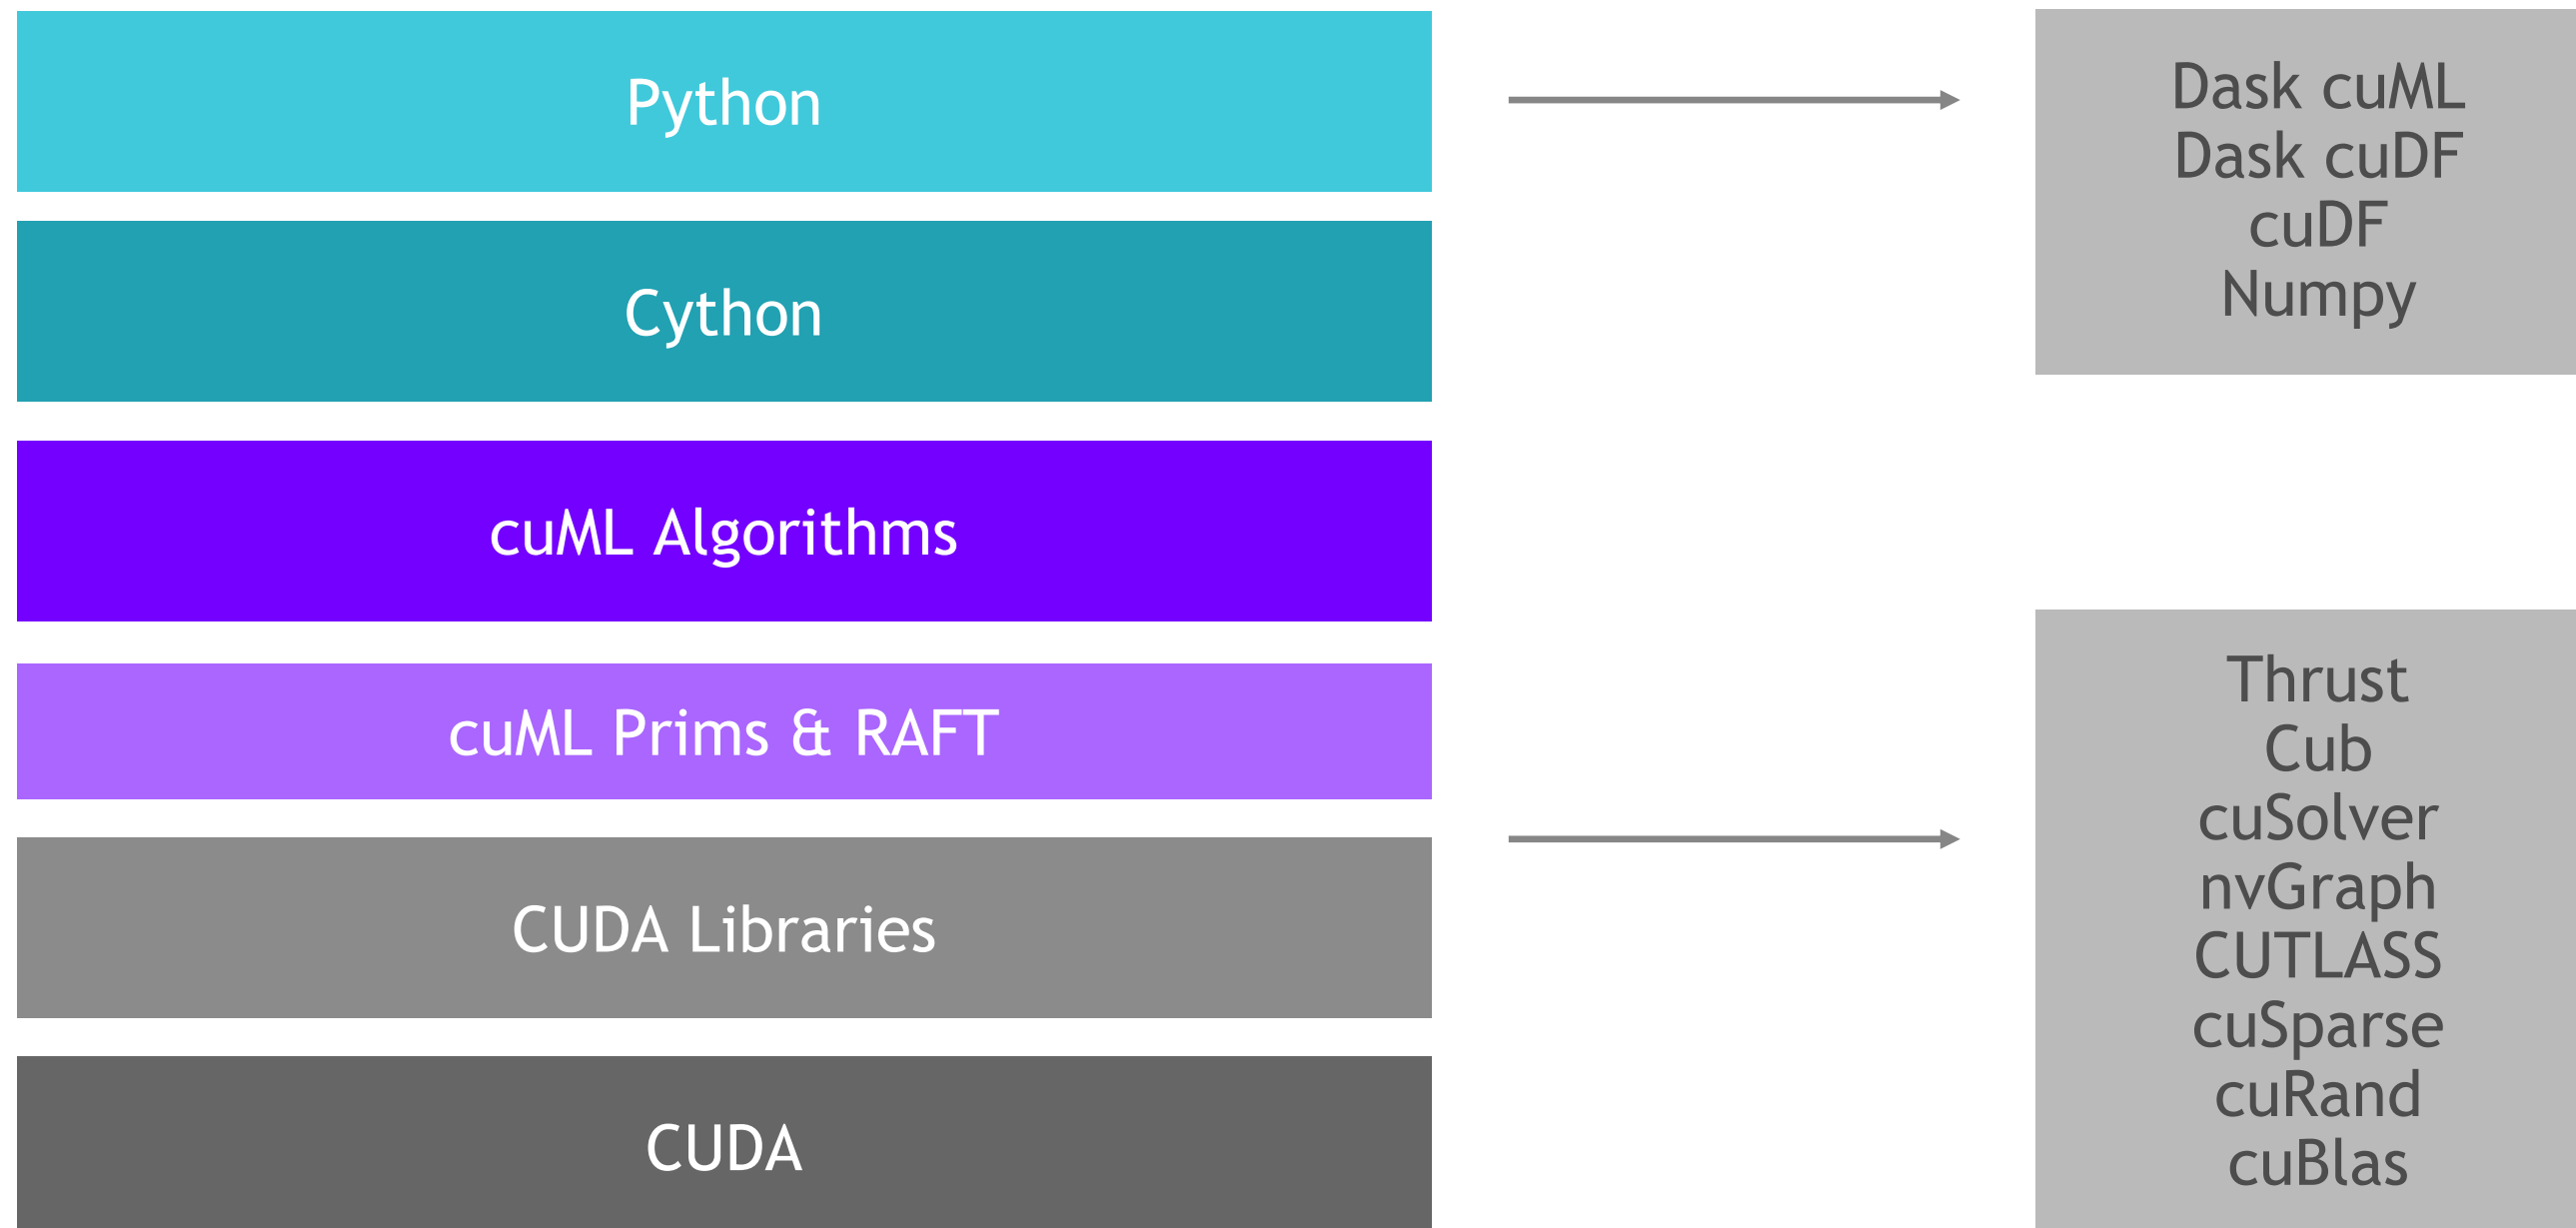 Python
Cython
cuML Algorithms
cuML Prims & RAFT
CUDA Libraries
CUDA
Dask cuML
Dask cuDF
cuDF
Numpy
Thrust
Cub
cuSolver
nvGraph
CUTLASS
cuSparse
cuRand
cuBlas